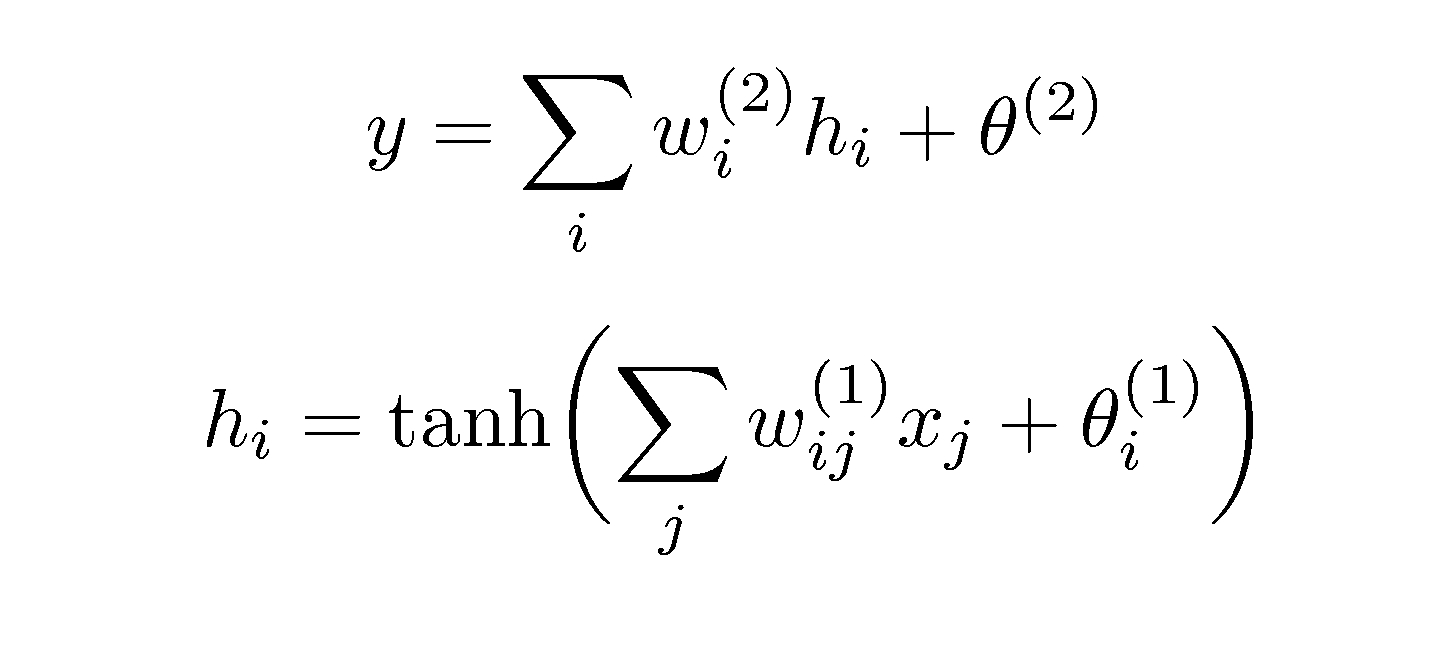 y = \sum_i w_i^{(2)} h_i + \theta^{(2)}
h_i = \tanh\left(\sum_j w_{ij}^{(1)} x_j + \theta_i^{(1)}\right)